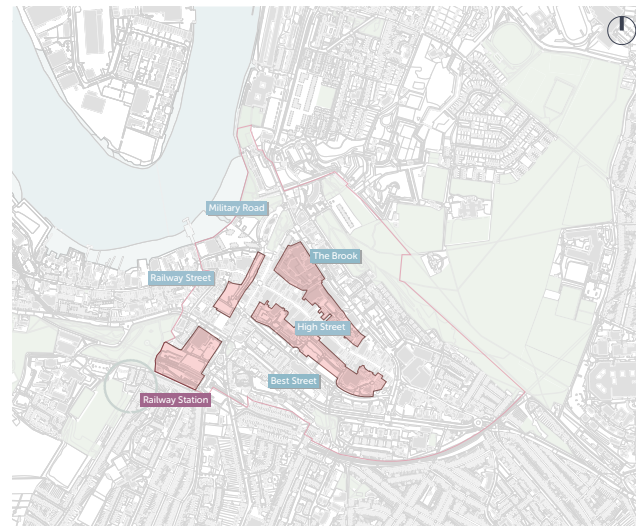 Military Road
The Brook
Railway Street
High Street
Best Street
Railway Station